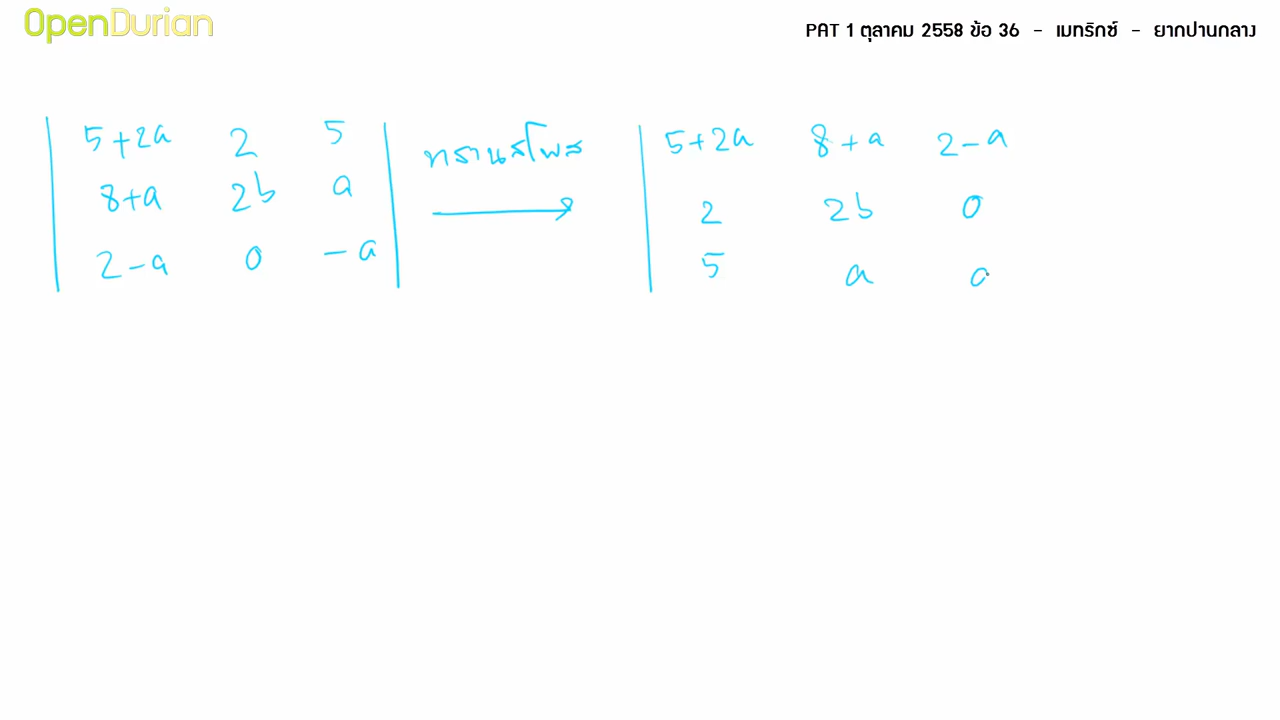 OpenDurian
PAT 1 ตุลาคม 2558 ข้อ 36 - เมทริกซ์ - ยากปานกลาง
5+2a 2 5
8+a 2b a
2-a 0 -a
ทรานสโพส
5+2a 8+a 2-a
2 2b 0
5 a